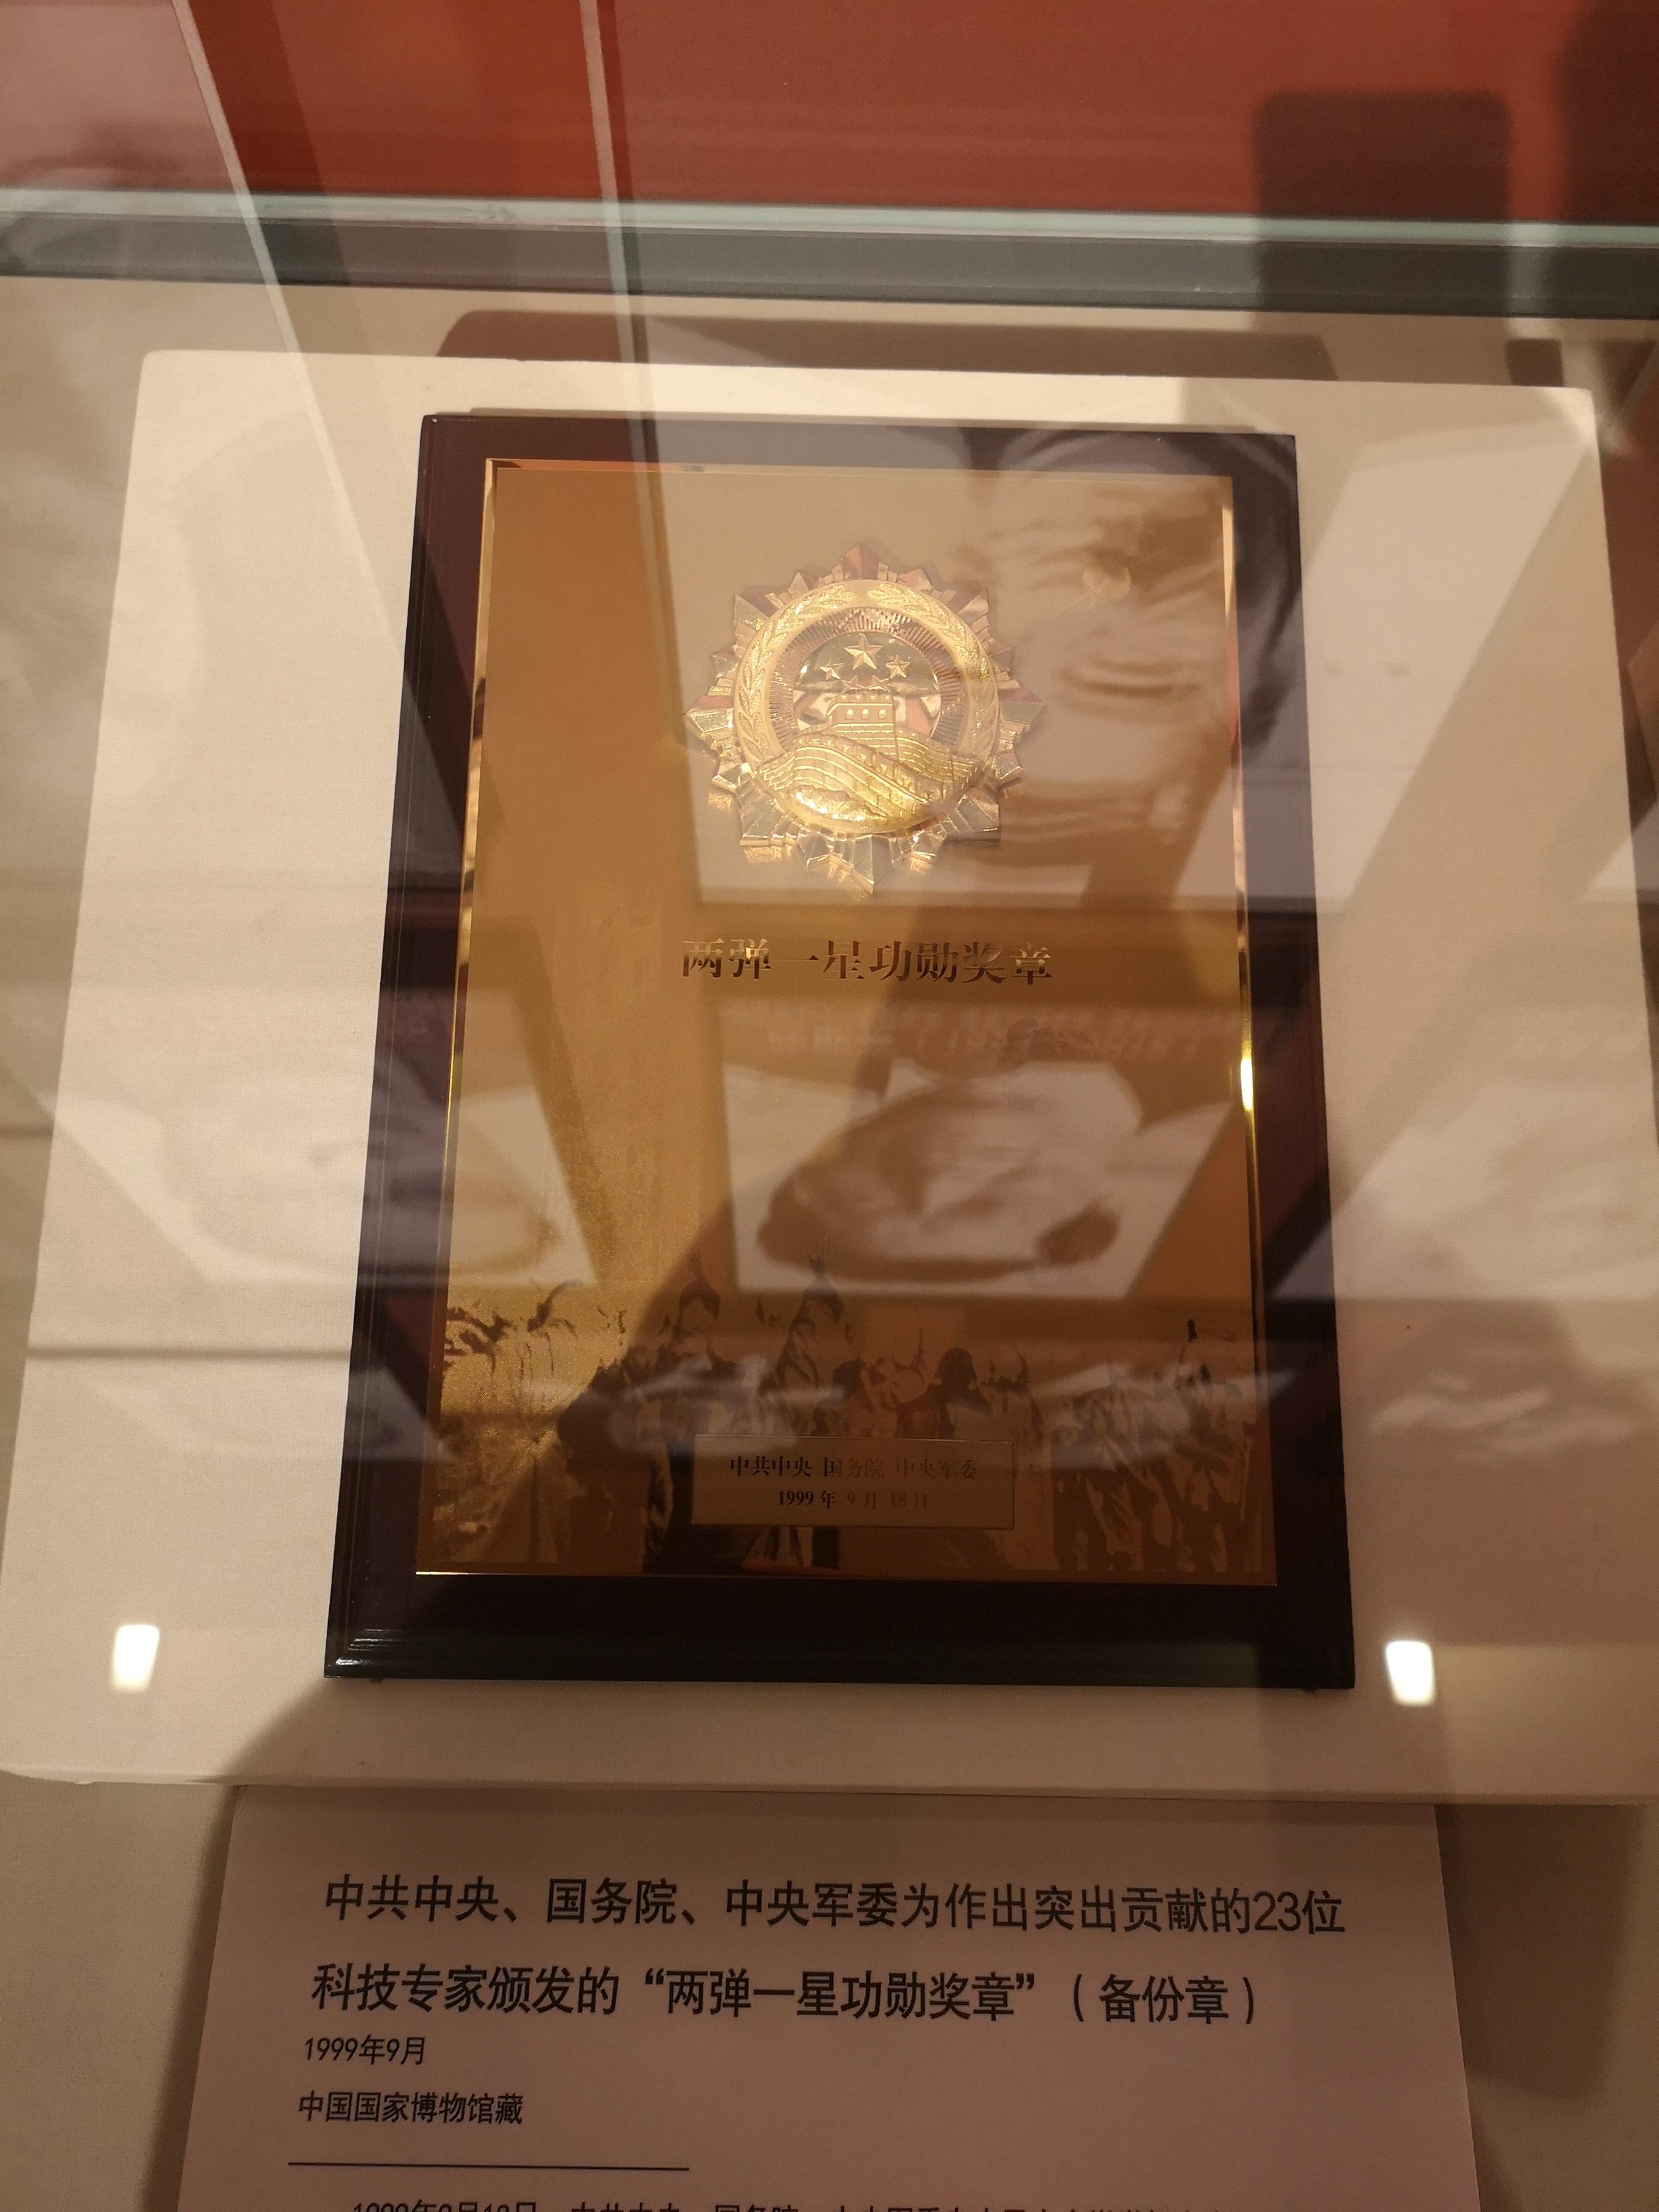 两弹一星功勋奖章
中共中央 国务院 中央军委
1999年9月18日
中共中央、国务院、中央军委为作出突出贡献的23位
科技专家颁发的“两弹一星功勋奖章”（备份章）
1999年9月
中国国家博物馆藏